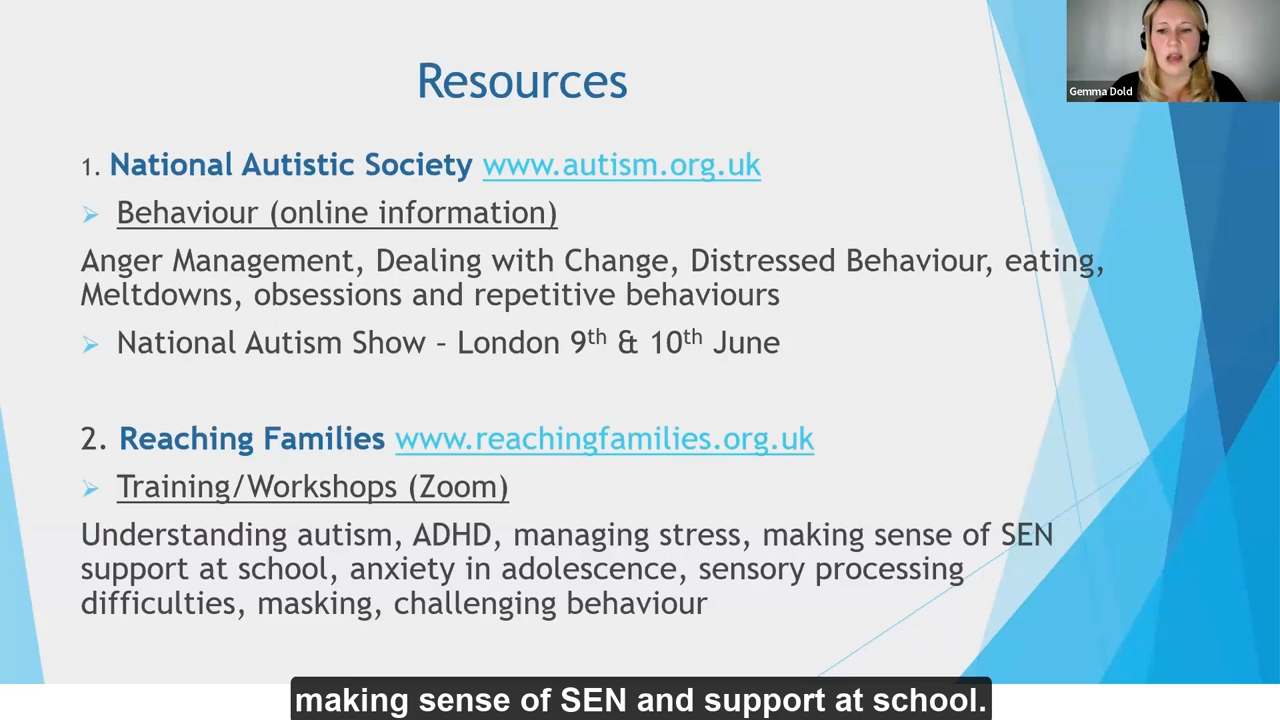 Resources
Gemma Dold
1. National Autistic Society www.autism.org.uk
Behaviour (online information)
Anger Management, Dealing with Change, Distressed Behaviour, eating,
Meltdowns, obsessions and repetitive behaviours
National Autism Show – London 9th & 10th June
2. Reaching Families www.reachingfamilies.org.uk
Training/Workshops (Zoom)
Understanding autism, ADHD, managing stress, making sense of SEN
support at school, anxiety in adolescence, sensory processing
difficulties, masking, challenging behaviour
making sense of SEN and support at school.